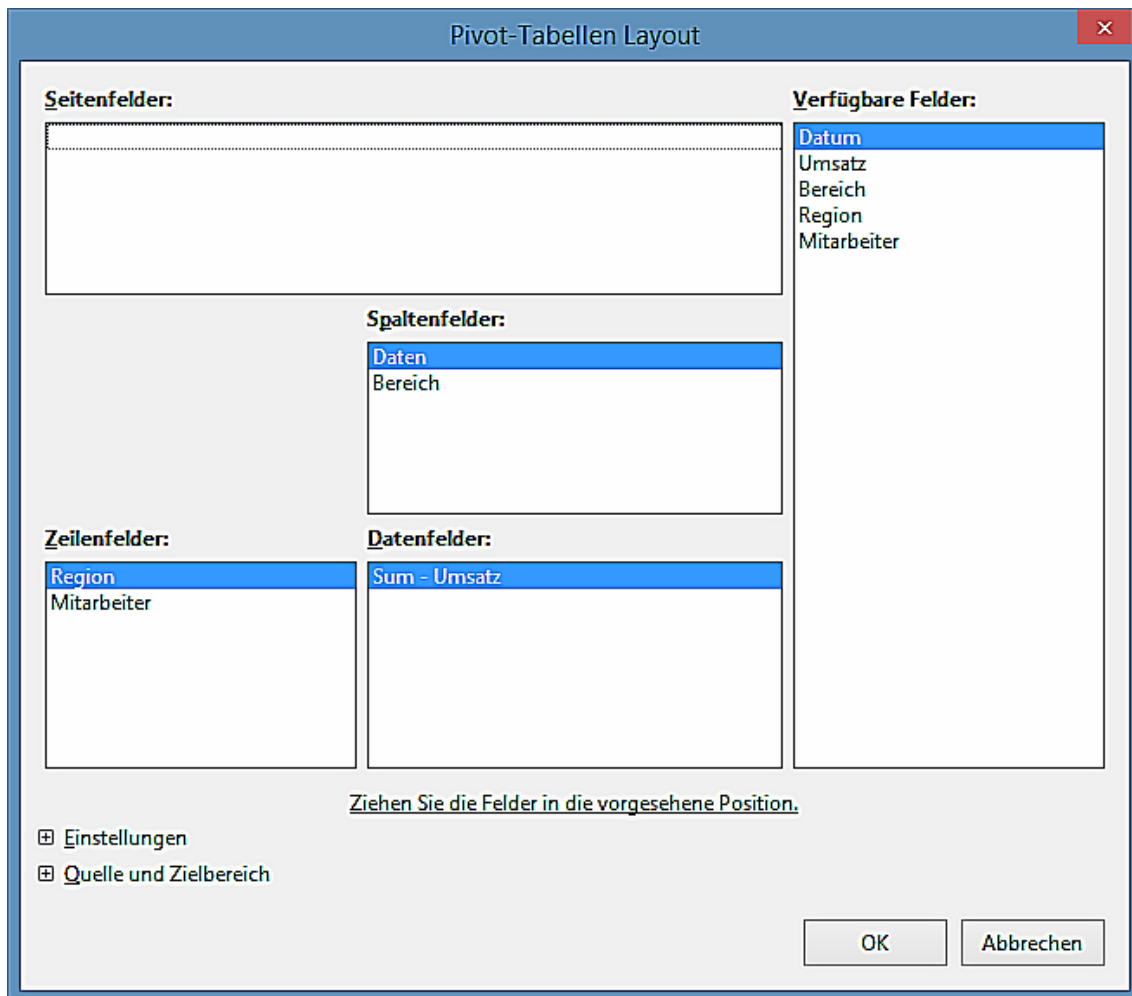 Pivot-Tabellen Layout
Seitenfelder:
Verfügbare Felder:
Datum
Umsatz
Bereich
Region
Mitarbeiter
Spaltenfelder:
Daten
Bereich
Zeilenfelder:
Region
Mitarbeiter
Datenfelder:
Sum - Umsatz
Ziehen Sie die Felder in die vorgesehene Position.
Einstellungen
Quelle und Zielbereich
OK
Abbrechen